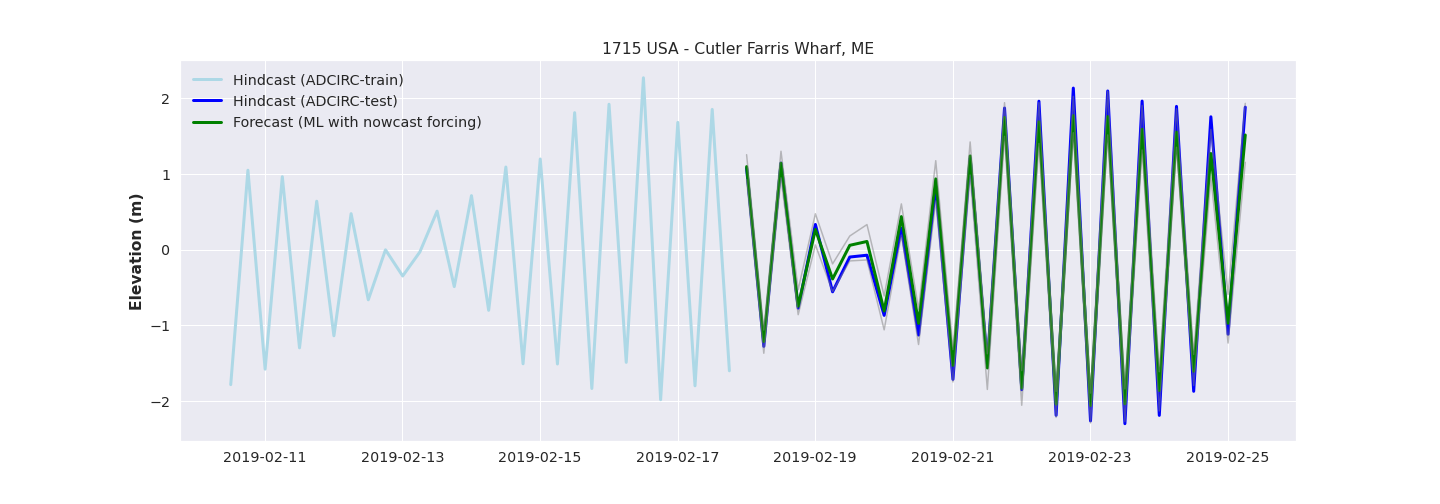 1715 USA - Cutler Farris Wharf, ME
Hindcast (ADCIRC-train)
Hindcast (ADCIRC-test)
Forecast (ML with nowcast forcing)
Elevation (m)
2
1
0
−1
−2
2019-02-11 2019-02-13 2019-02-15 2019-02-17 2019-02-19 2019-02-21 2019-02-23 2019-02-25